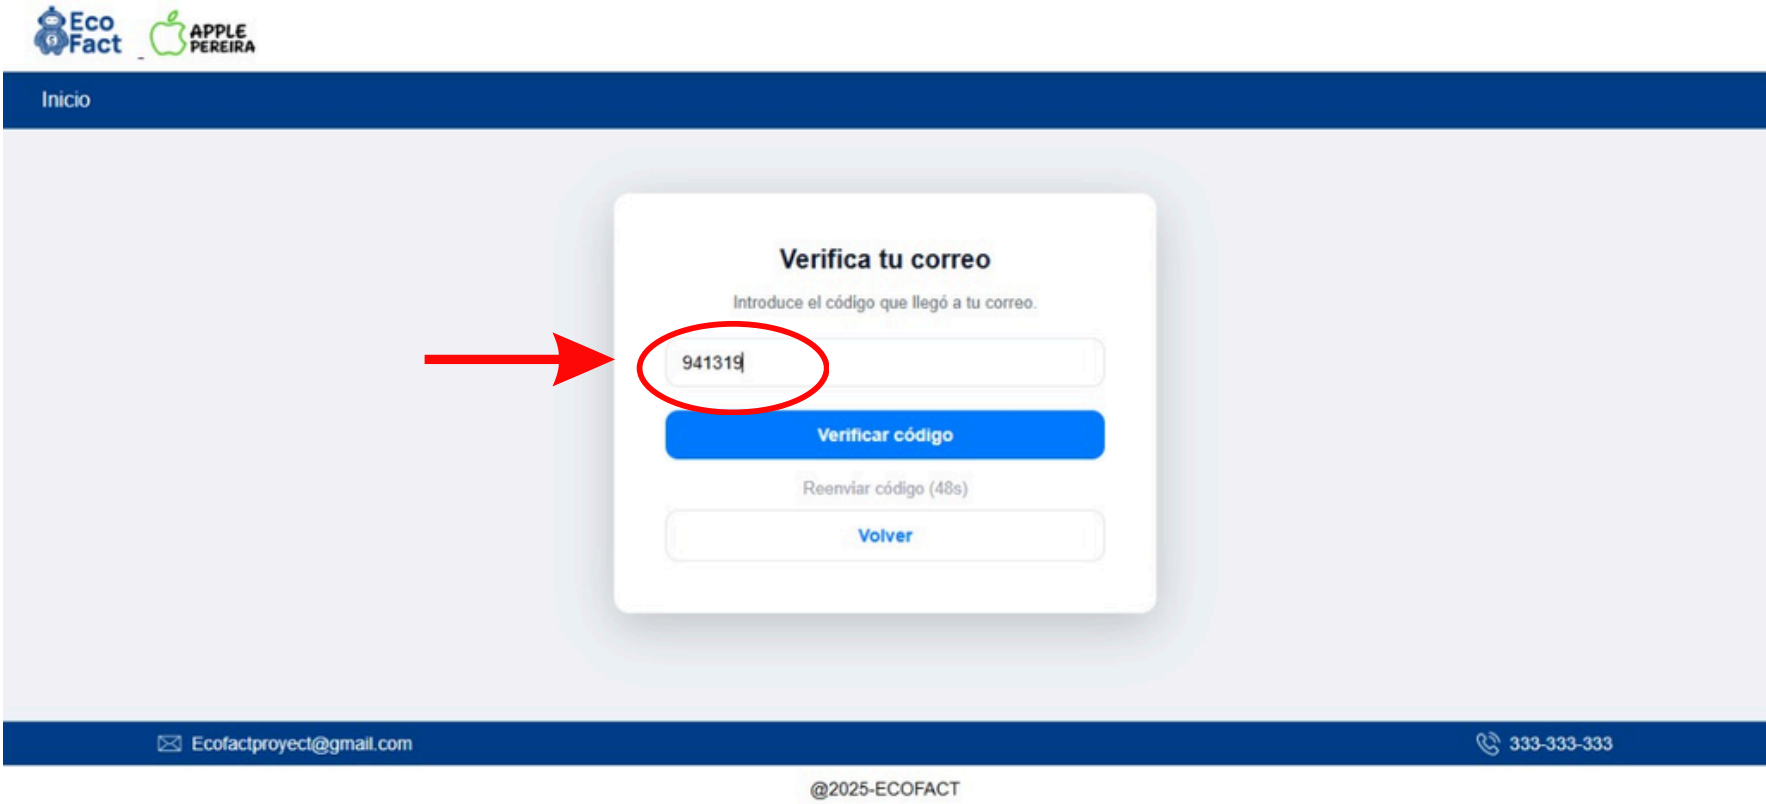 Eco
Fact
APPLE
PEREIRA
Inicio
Verifica tu correo
Introduce el código que llegó a tu correo.
941319
Verificar código
Reenviar código (48s)
Volver
Ecofactproyect@gmail.com
333-333-333
@2025-ECOFACT